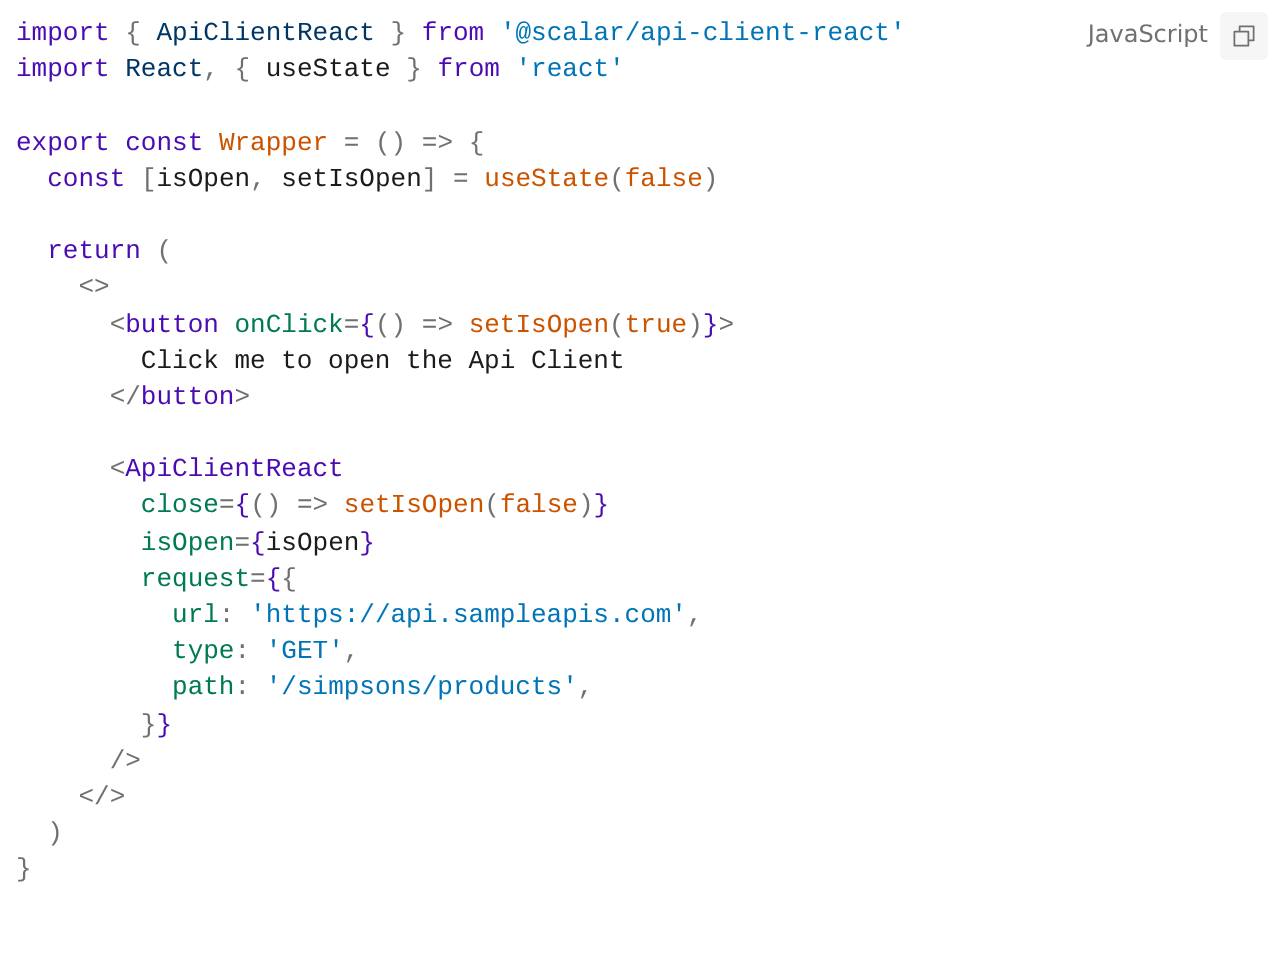 import { ApiClientReact } from '@scalar/api-client-react'
JavaScript
import React, { useState } from 'react'
export const Wrapper = () => {
  const [isOpen, setIsOpen] = useState(false)
  return (
    <>
      <button onClick={() => setIsOpen(true)}>
        Click me to open the Api Client
      </button>
      <ApiClientReact
        close={() => setIsOpen(false)}
        isOpen={isOpen}
        request={{
          url: 'https://api.sampleapis.com',
          type: 'GET',
          path: '/simpsons/products',
        }}
      />
    </>
  )
}